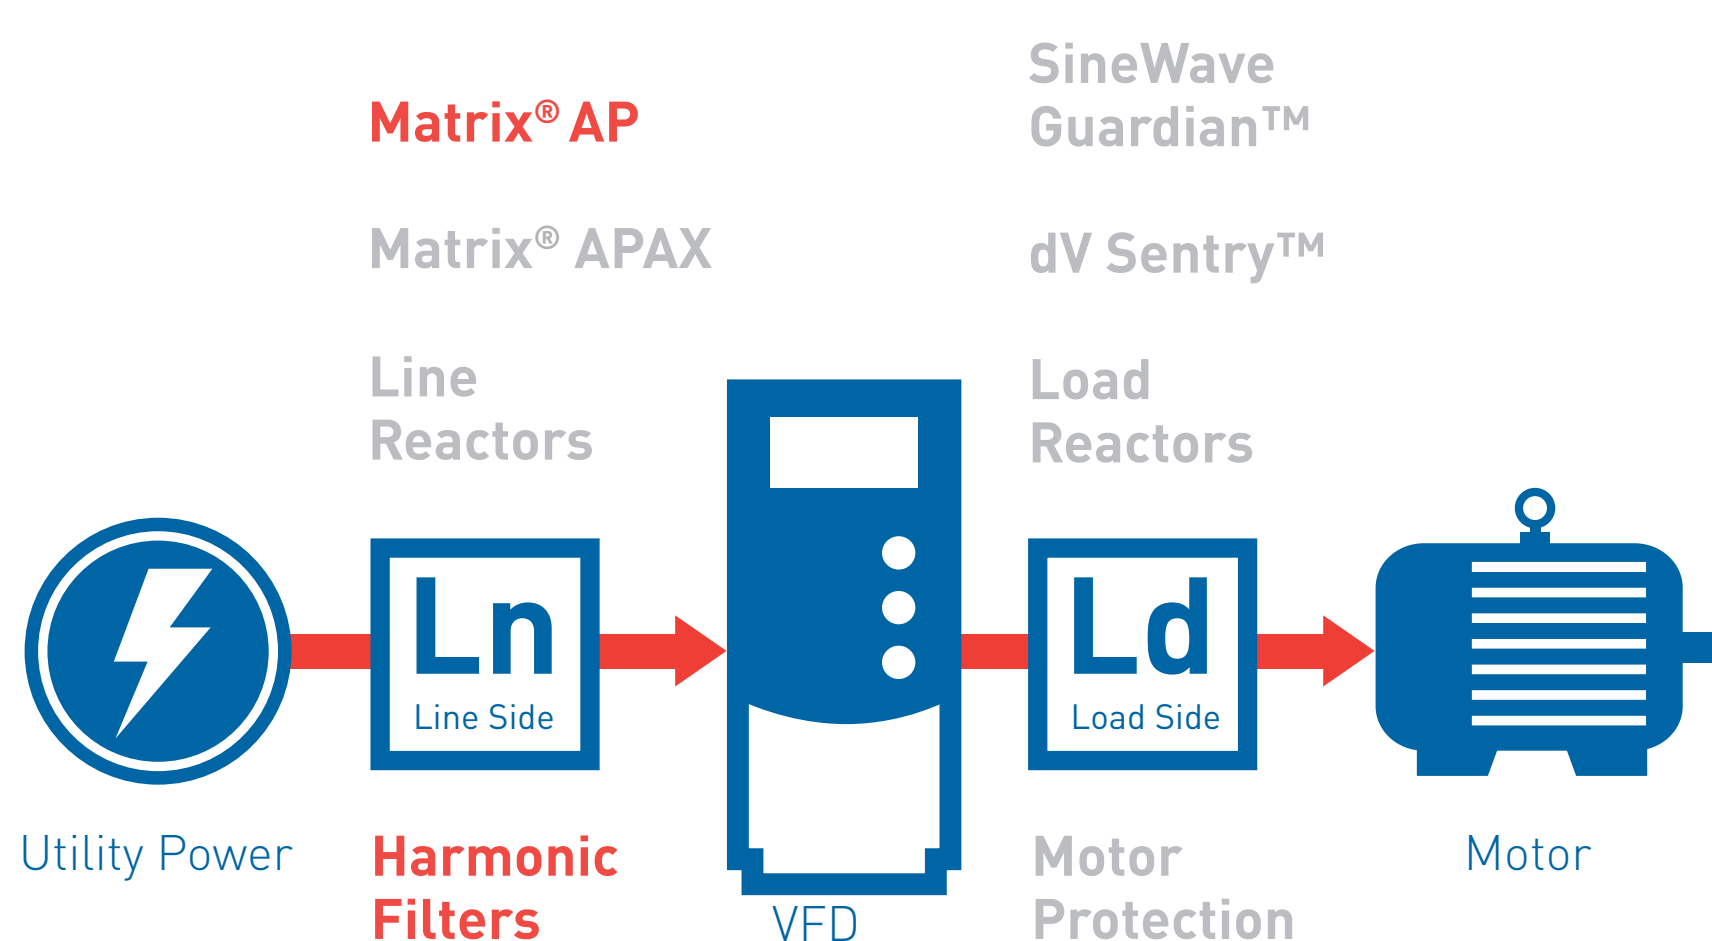 Matrix® AP
Matrix® APAX
Line
Reactors
SineWave
Guardian™
dV Sentry™
Load
Reactors
Ln
Line Side
Ld
Load Side
Utility Power
Harmonic
Filters
VFD
Motor
Protection
Motor